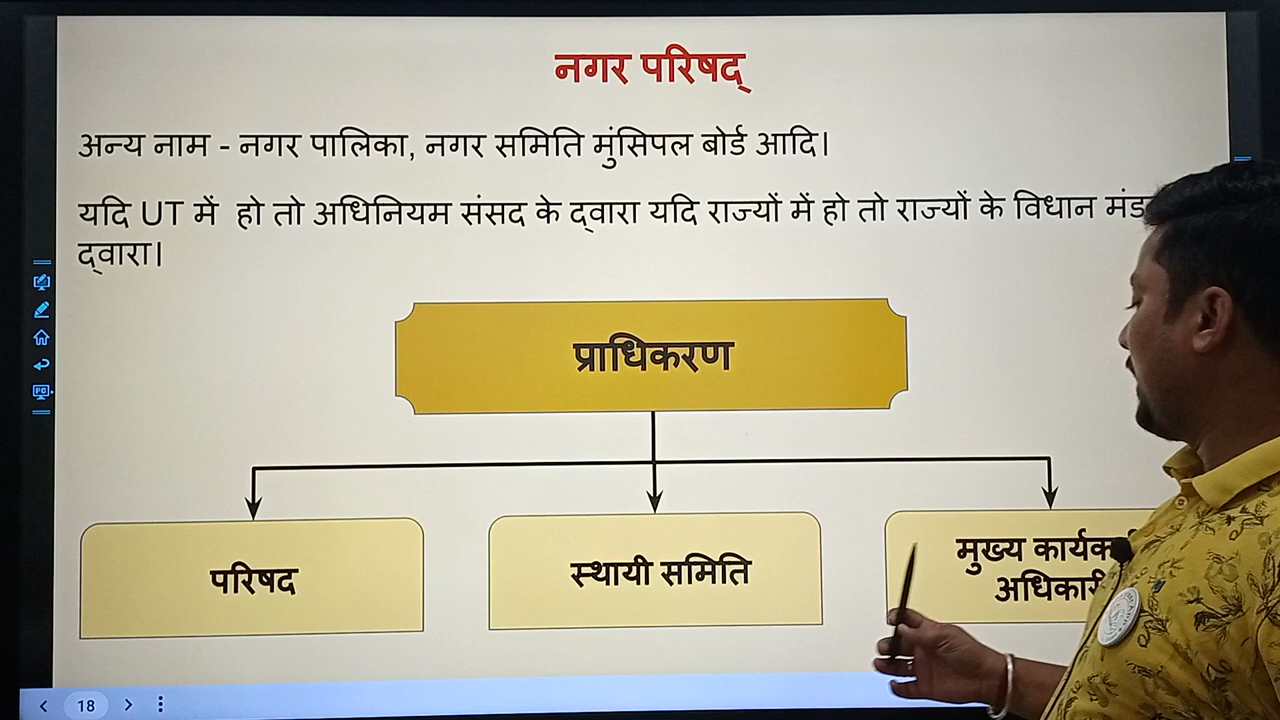 नगर परिषद्
अन्य नाम - नगर पालिका, नगर समिति मुंसिपल बोर्ड आदि।
यदि UT में हो तो अधिनियम संसद के द्वारा यदि राज्यों में हो तो राज्यों के विधान
द्वारा।
प्राधिकरण
परिषद
स्थायी समिति
मुख्य
PC
18